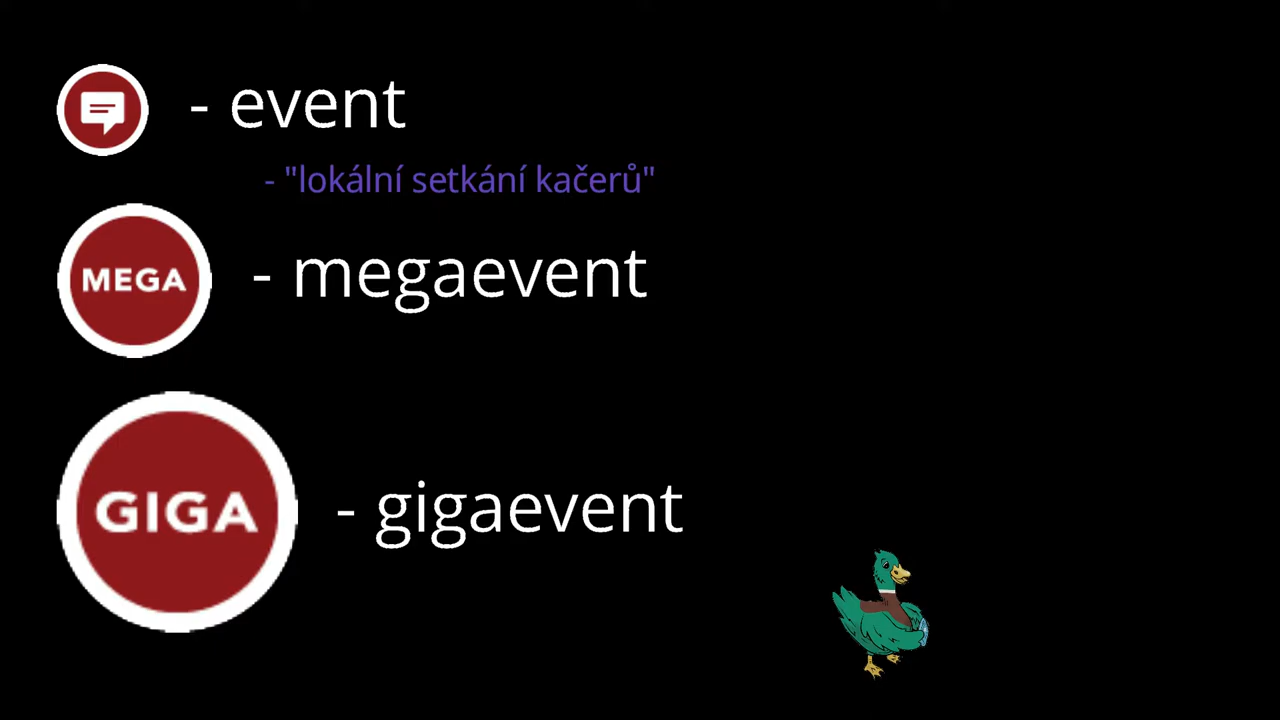 - event
- "lokální setkání kačerů"
MEGA - megaevent
GIGA - gigaevent